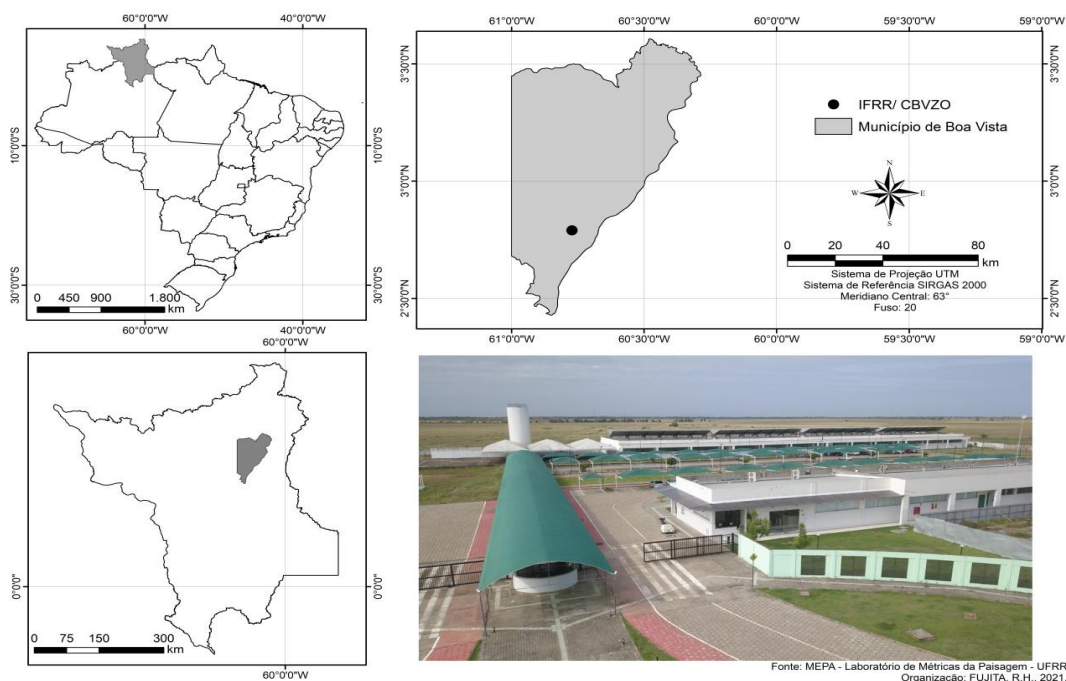 60°0'0"W 40°0'0"W
10°0'0"S
30°0'0"S
10°0'0"S
30°0'0"S
0 450 900 1.800
km
60°0'0"W 40°0'0"W
61°0'0"W 60°30'0"W 60°0'0"W 59°30'0"W 59°0'0"W
3°30'0"N
3°0'0"N
2°30'0"N
3°30'0"N
3°0'0"N
2°30'0"N
IFRR/ CBVZO
Município de Boa Vista
N
W E
S
0 20 40 80
km
Sistema de Projeção UTM
Sistema de Referência SIRGAS 2000
Meridiano Central: 63°
Fuso: 20
61°0'0"W 60°30'0"W 60°0'0"W 59°30'0"W 59°0'0"W
60°0'0"W
0°0'0"
0°0'0"
0 75 150 300
km
60°0'0"W
Fonte: MEPA - Laboratório de Métricas da Paisagem - UFRR
Organização: FUJITA, R.H., 2021.